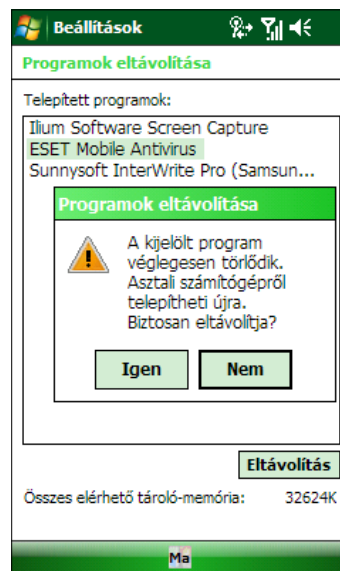 Beállítások
Programok eltávolítása
Telepített programok:
Ilium Software Screen Capture
ESET Mobile Antivirus
Sunnysoft InterWrite Pro (Samsun...
Programok eltávolítása
A kijelölt program
véglegesen törlődik.
Asztali számítógépről
telepítheti újra.
Biztosan eltávolítja?
Igen Nem
Eltávolítás
Összes elérhető tároló-memória: 32624K
Ma